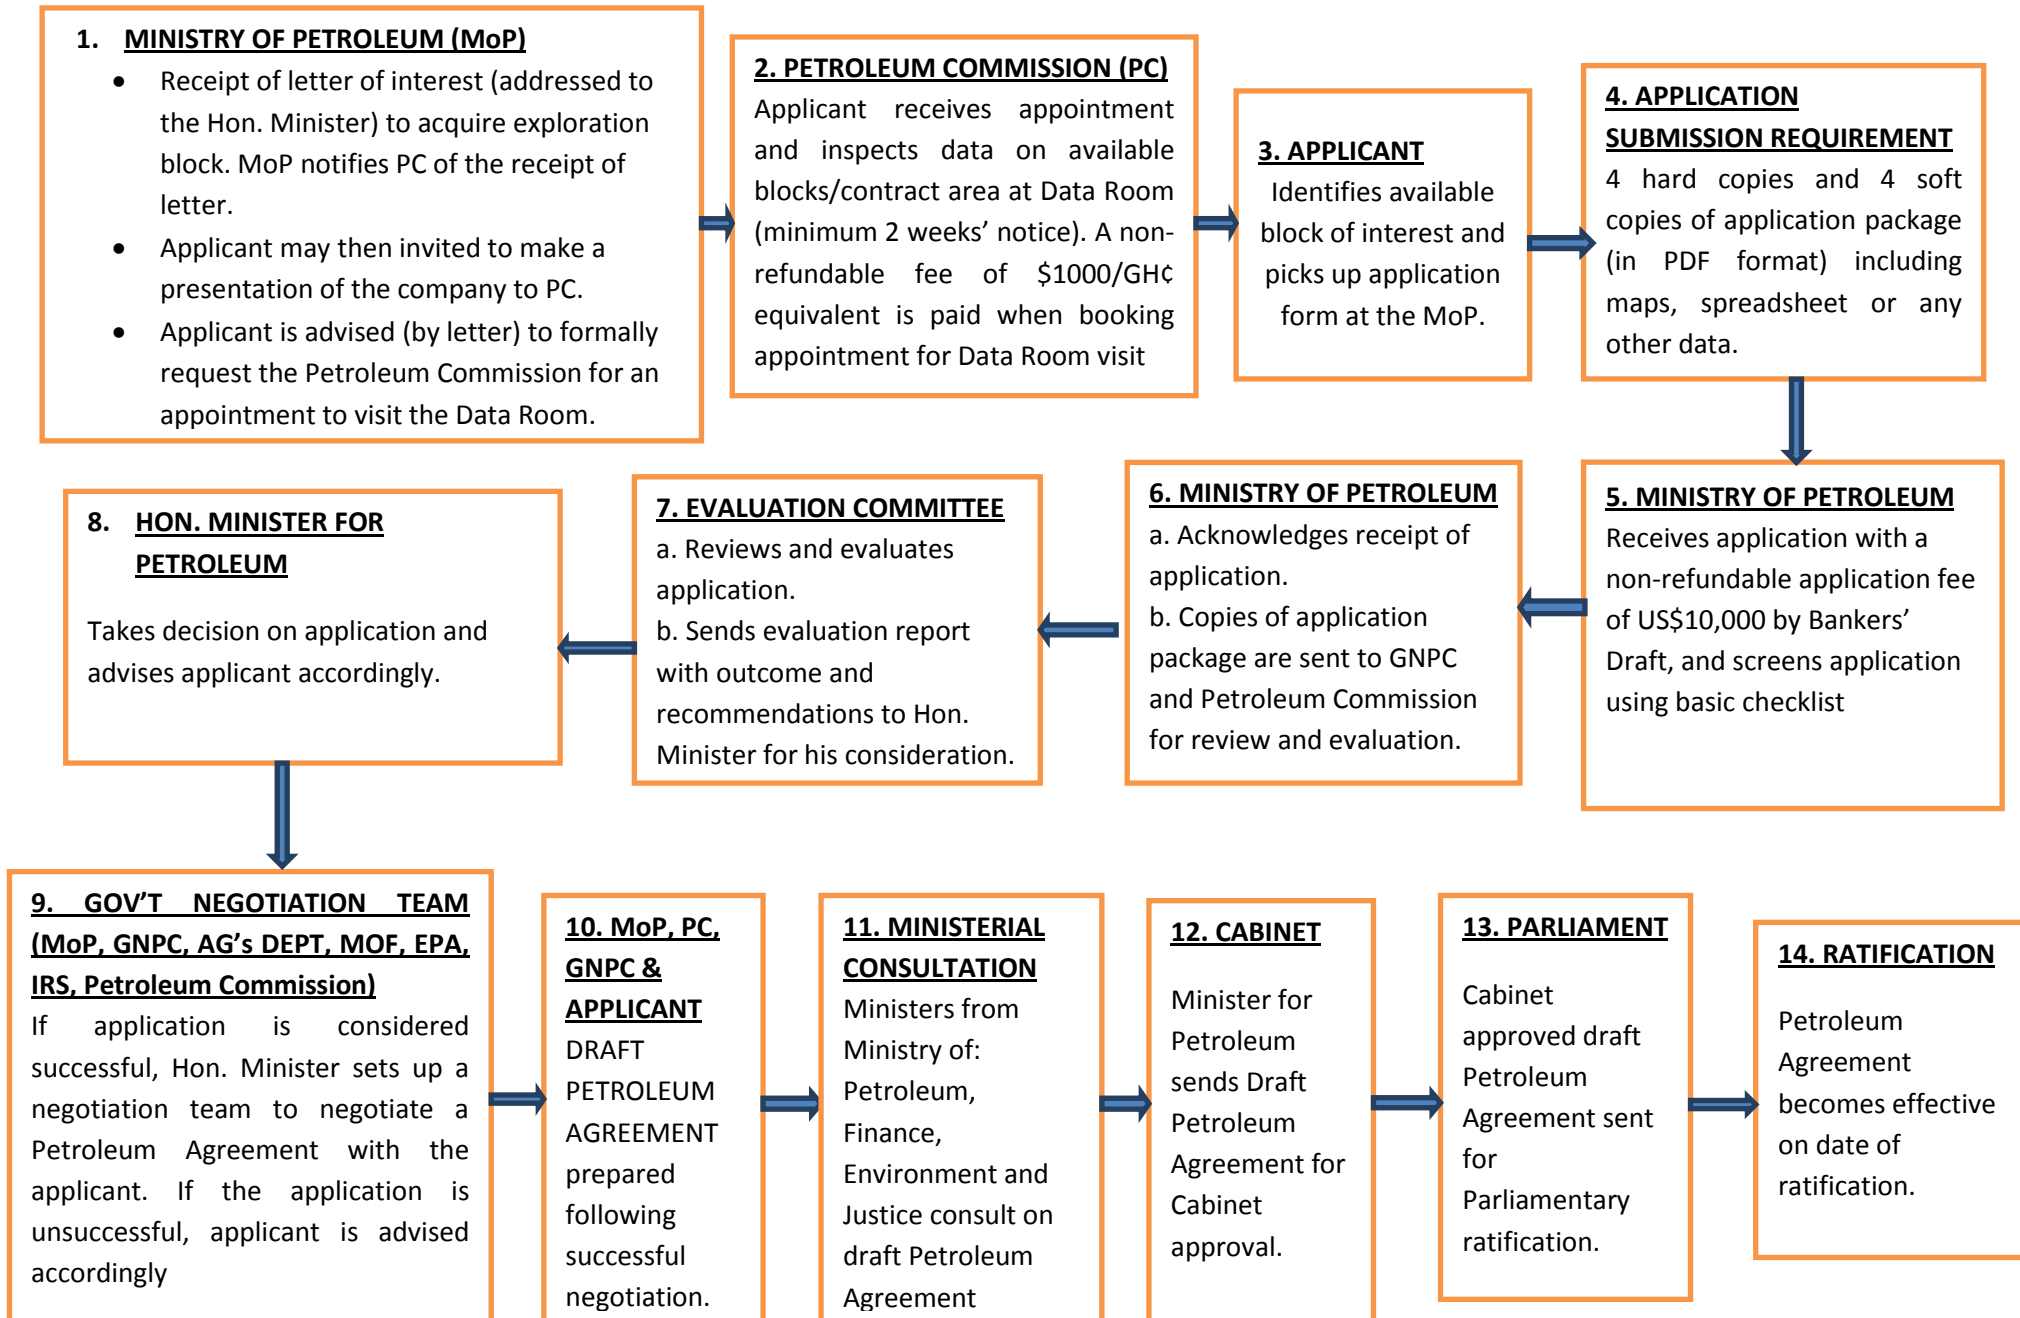 1. MINISTRY OF PETROLEUM (MoP)
• Receipt of letter of interest (addressed to
the Hon. Minister) to acquire exploration
block. MoP notifies PC of the receipt of
letter.
• Applicant may then invited to make a
presentation of the company to PC.
• Applicant is advised (by letter) to formally
request the Petroleum Commission for an
appointment to visit the Data Room.
2. PETROLEUM COMMISSION (PC)
Applicant receives appointment
and inspects data on available
blocks/contract area at Data Room
(minimum 2 weeks’ notice). A non-
refundable fee of $1000/GH¢
equivalent is paid when booking
appointment for Data Room visit
3. APPLICANT
Identifies available
block of interest and
picks up application
form at the MoP.
4. APPLICATION
SUBMISSION REQUIREMENT
4 hard copies and 4 soft
copies of application package
(in PDF format) including
maps, spreadsheet or any
other data.
5. MINISTRY OF PETROLEUM
Receives application with a
non-refundable application fee
of US$10,000 by Bankers’
Draft, and screens application
using basic checklist
6. MINISTRY OF PETROLEUM
a. Acknowledges receipt of
application.
b. Copies of application
package are sent to GNPC
and Petroleum Commission
for review and evaluation.
7. EVALUATION COMMITTEE
a. Reviews and evaluates
application.
b. Sends evaluation report
with outcome and
recommendations to Hon.
Minister for his consideration.
8. HON. MINISTER FOR
PETROLEUM
Takes decision on application and
advises applicant accordingly.
9. GOV’T NEGOTIATION TEAM
(MoP, GNPC, AG’s DEPT, MOF, EPA,
IRS, Petroleum Commission)
If application is considered
successful, Hon. Minister sets up a
negotiation team to negotiate a
Petroleum Agreement with the
applicant. If the application is
unsuccessful, applicant is advised
accordingly
10. MoP, PC,
GNPC &
APPLICANT
DRAFT
PETROLEUM
AGREEMENT
prepared
following
successful
negotiation.
11. MINISTERIAL
CONSULTATION
Ministers from
Ministry of:
Petroleum,
Finance,
Environment and
Justice consult on
draft Petroleum
Agreement
12. CABINET
Minister for
Petroleum
sends Draft
Petroleum
Agreement for
Cabinet
approval.
13. PARLIAMENT
Cabinet
approved draft
Petroleum
Agreement sent
for
Parliamentary
ratification.
14. RATIFICATION
Petroleum
Agreement
becomes effective
on date of
ratification.